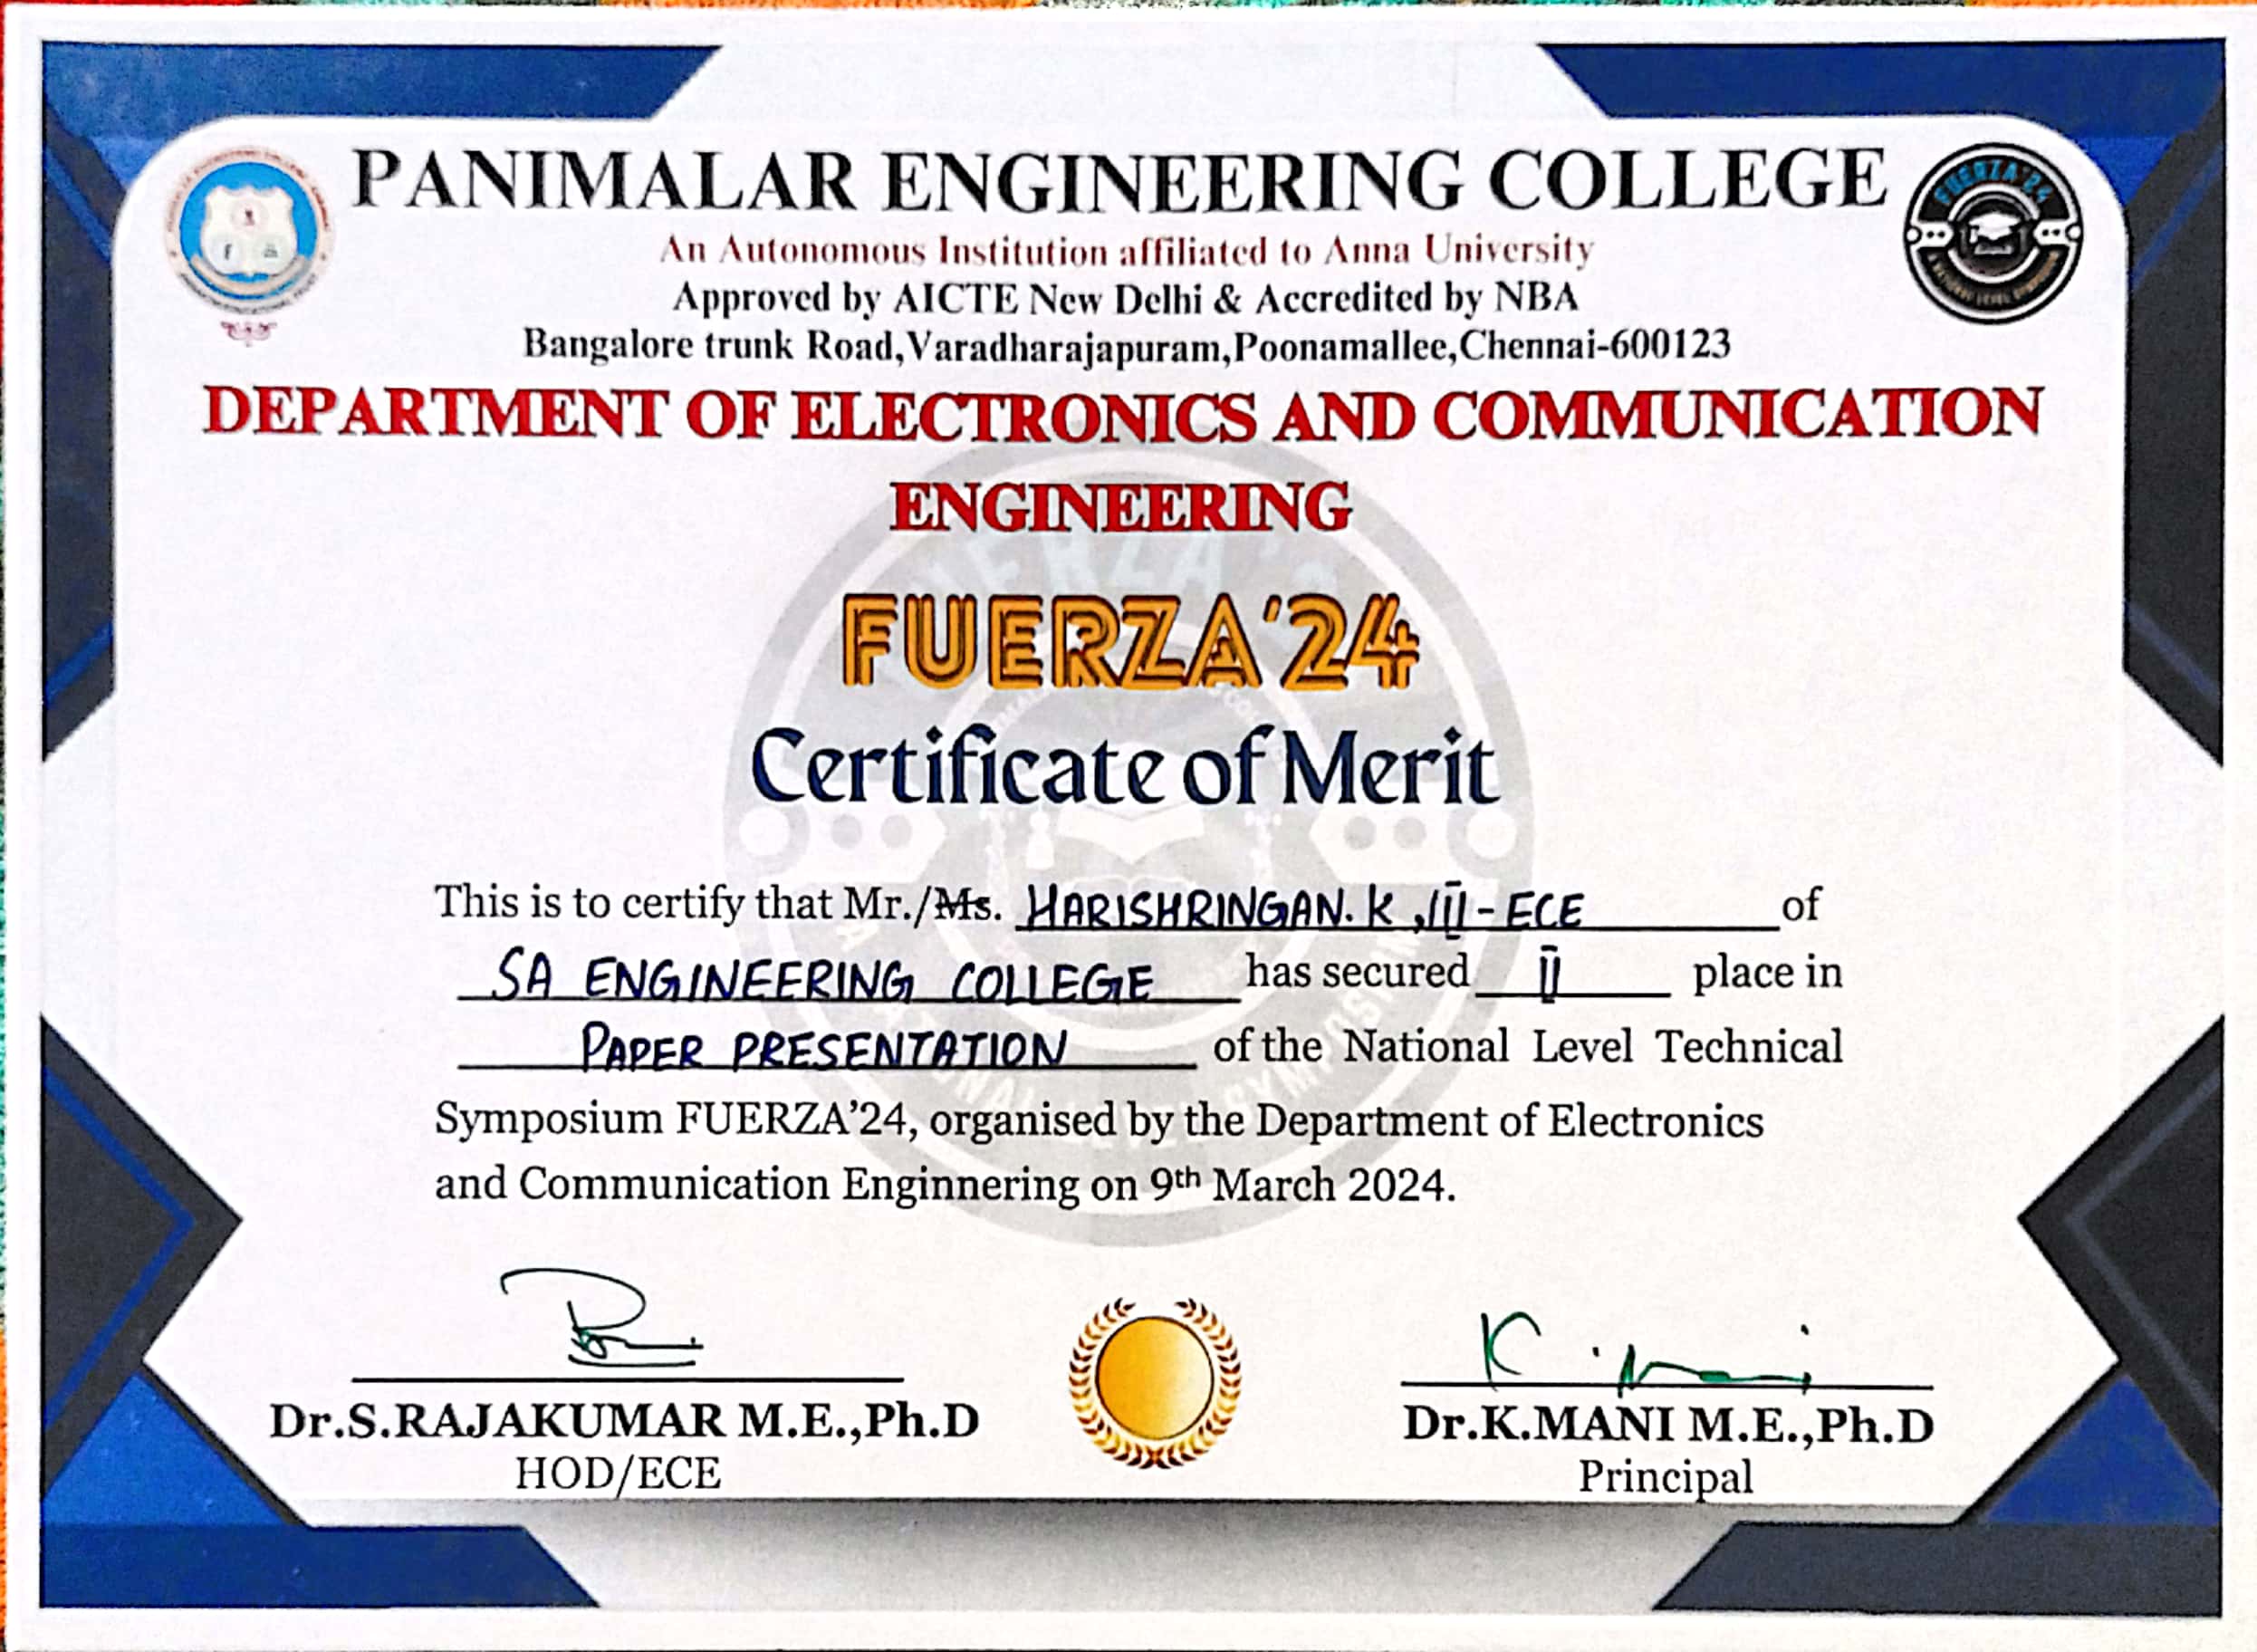 PANIMALAR ENGINEERING COLLEGE
An Autonomous Institution affiliated to Anna University
Approved by AICTE New Delhi & Accredited by NBA
Bangalore trunk Road,Varadharajapuram,Poonamallee,Chennai-600123
DEPARTMENT OF ELECTRONICS AND COMMUNICATION
ENGINEERING
FUERZA'24
FUERZA'24
Certificate of Merit
This is to certify that Mr./Ms. HARISHRINGAN. K ,III - ECE of
SA ENGINEERING COLLEGE has secured II place in
PAPER PRESENTATION of the National Level Technical
Symposium FUERZA’24, organised by the Department of Electronics
and Communication Enginnering on 9th March 2024.
K. Mani
Dr.S.RAJAKUMAR M.E.,Ph.D
HOD/ECE
Dr.K.MANI M.E.,Ph.D
Principal